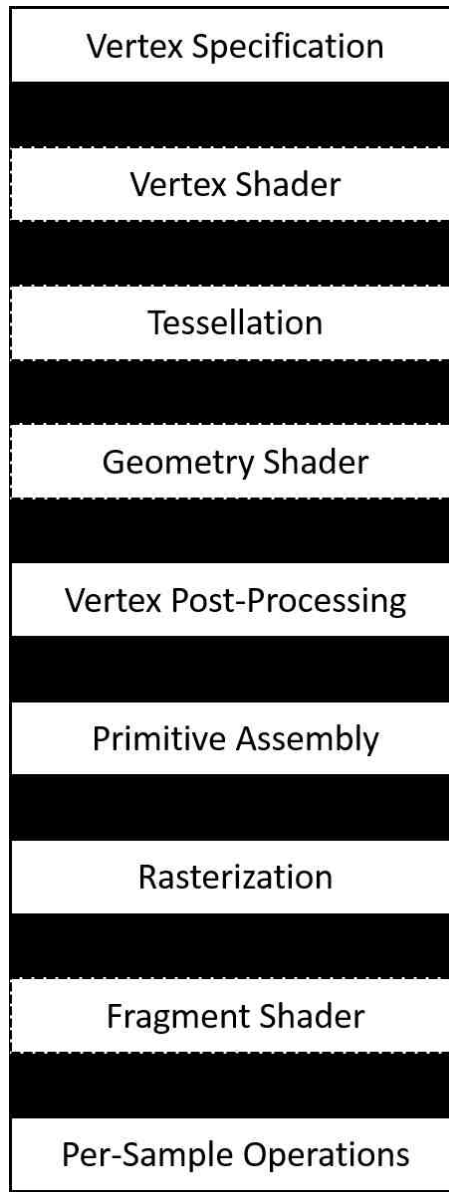 Vertex Specification
Vertex Shader
Tessellation
Geometry Shader
Vertex Post-Processing
Primitive Assembly
Rasterization
Fragment Shader
Per-Sample Operations